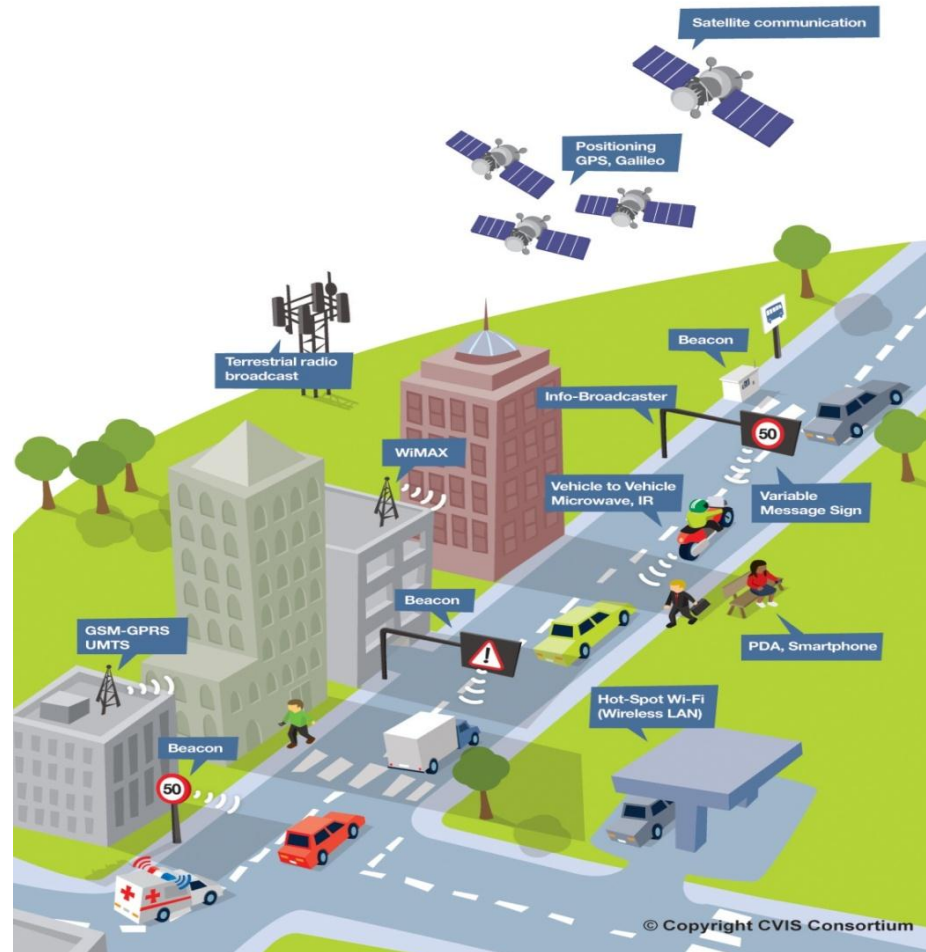 Satellite communication
Positioning
GPS, Galileo
Terrestrial radio
broadcast
Beacon
Info-Broadcaster
50
WiMAX
Vehicle to Vehicle
Microwave, IR
Variable
Message Sign
Beacon
!
GSM-GPRS
UMTS
PDA, Smartphone
Hot-Spot Wi-Fi
(Wireless LAN)
Beacon
50
© Copyright CVIS Consortium